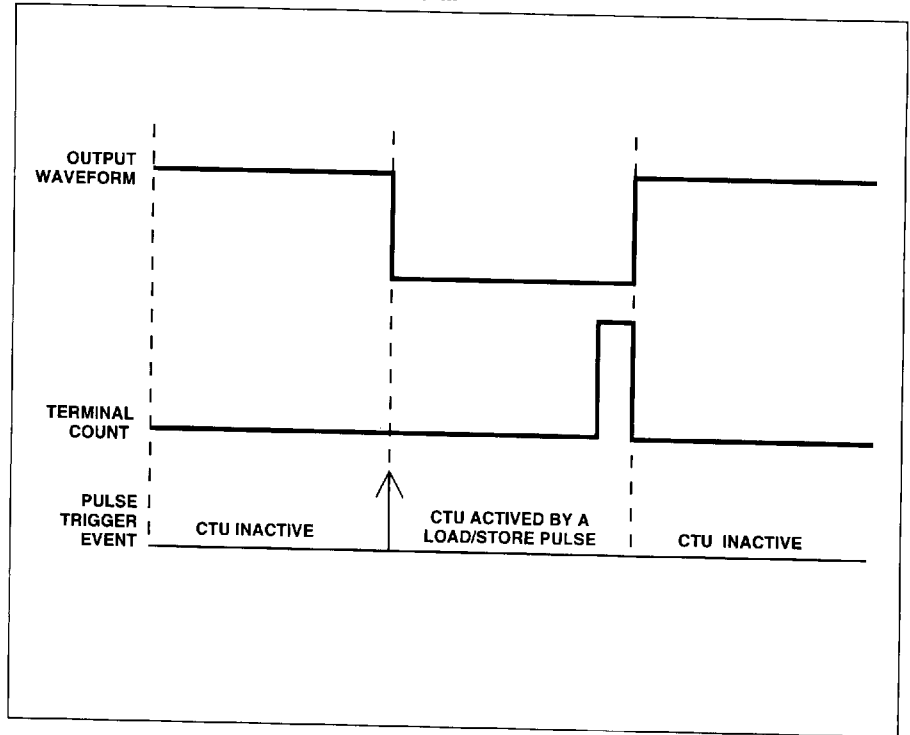 OUTPUT
WAVEFORM
TERMINAL
COUNT
PULSE
TRIGGER
EVENT
CTU INACTIVE
CTU ACTIVED BY A
LOAD/STORE PULSE
CTU INACTIVE